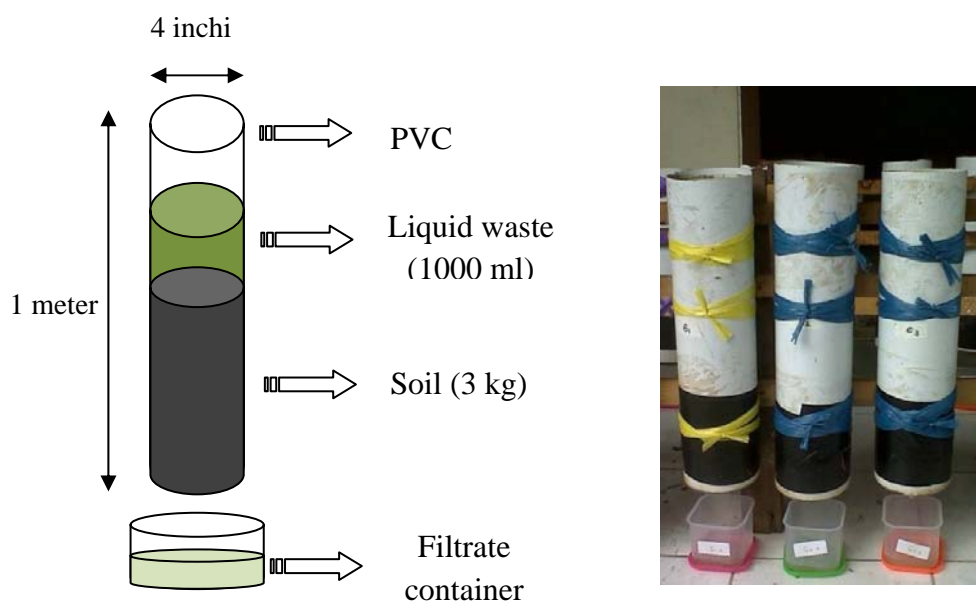 4 inchi
PVC
Liquid waste
(1000 ml)
1 meter
Soil (3 kg)
Filtrate
container